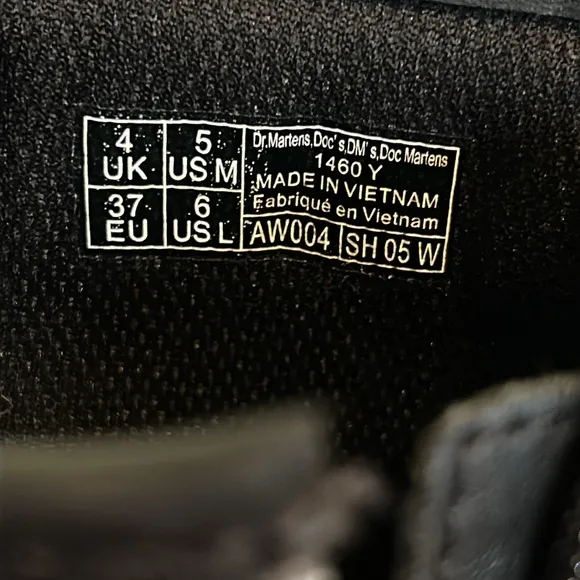 4
UK
5
US M
37
EU
6
US L
Dr.Martens,Doc's,DM's,Doc Martens
1460 Y
MADE IN VIETNAM
Fabriqué en Vietnam
AW004
SH 05 W